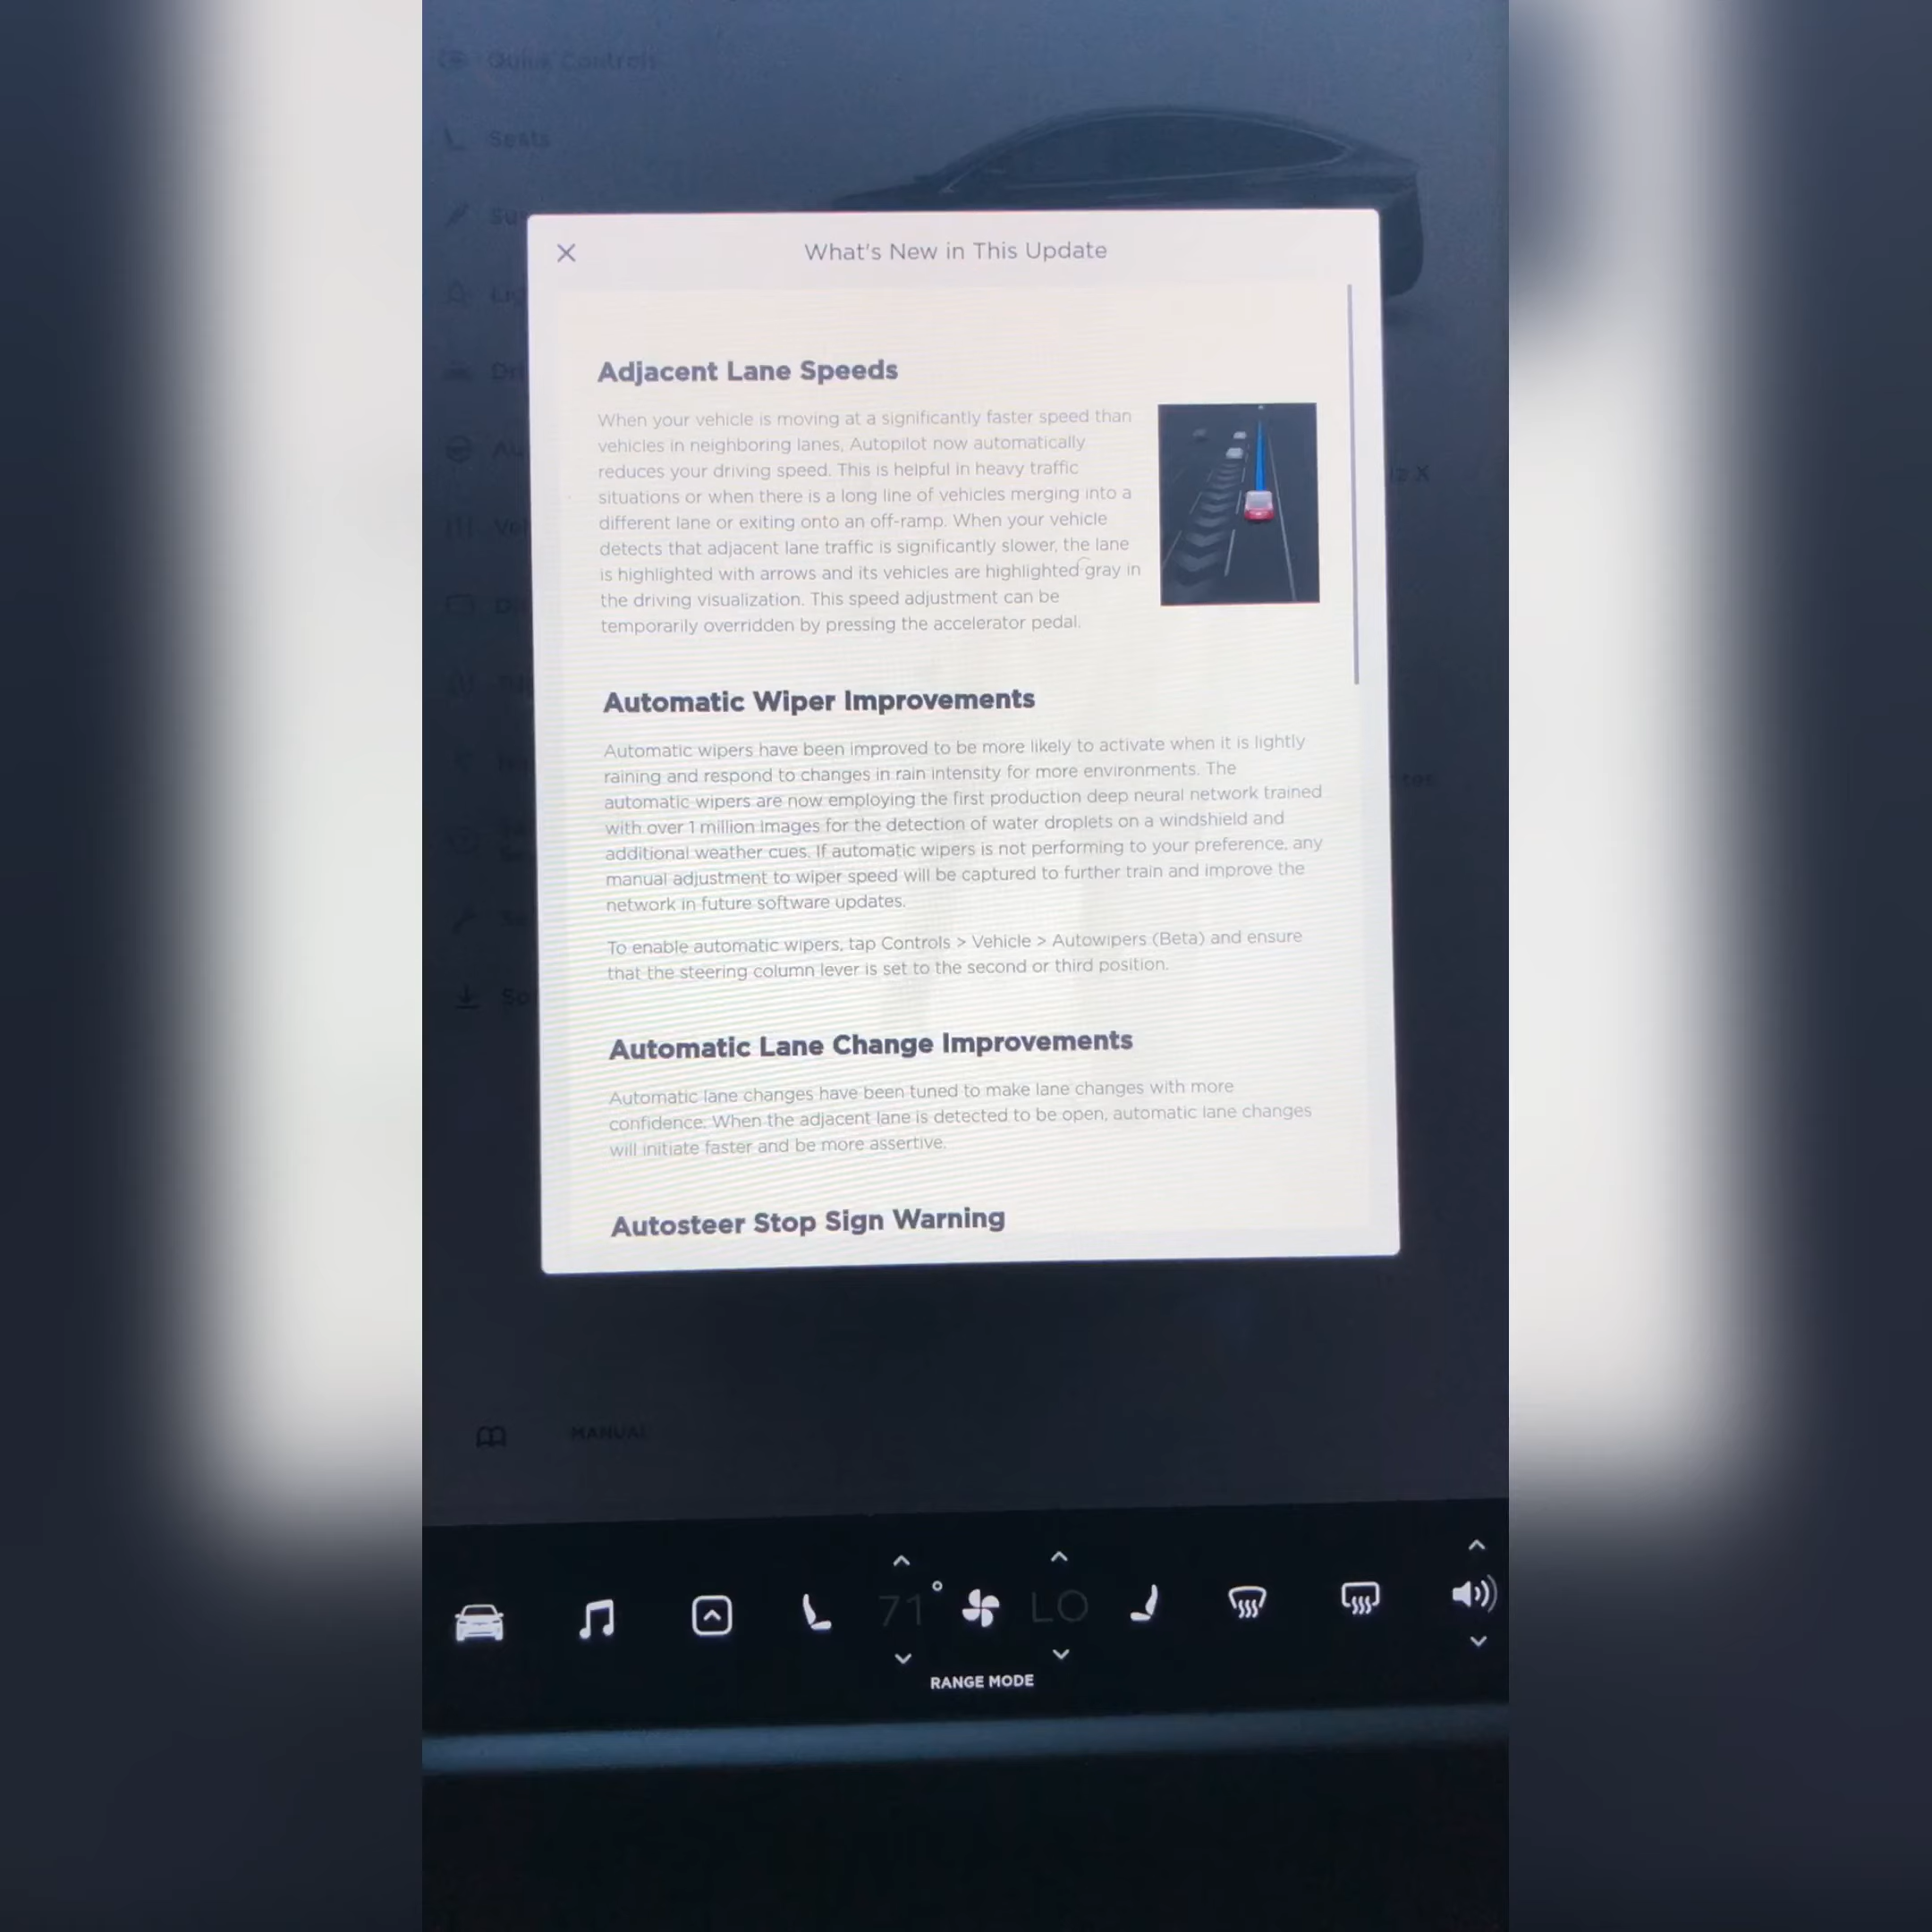 Quick Controls
Seats
What's New in This Update
Adjacent Lane Speeds
When your vehicle is moving at a significantly faster speed than
vehicles in neighboring lanes, Autopilot now automatically
reduces your driving speed. This is helpful in heavy traffic
situations or when there is a long line of vehicles merging into a
different lane or exiting onto an off-ramp. When your vehicle
detects that adjacent lane traffic is significantly slower, the lane
is highlighted with arrows and its vehicles are highlighted gray in
the driving visualization. This speed adjustment can be
temporarily overridden by pressing the accelerator pedal.
Automatic Wiper Improvements
Automatic wipers have been improved to be more likely to activate when it is lightly
raining and respond to changes in rain intensity for more environments. The
automatic wipers are now employing the first production deep neural network trained
with over 1 million images for the detection of water droplets on a windshield and
additional weather cues. If automatic wipers is not performing to your preference, any
manual adjustment to wiper speed will be captured to further train and improve the
network in future software updates.
To enable automatic wipers, tap Controls > Vehicle > Autowipers (Beta) and ensure
that the steering column lever is set to the second or third position.
Automatic Lane Change Improvements
Automatic lane changes have been tuned to make lane changes with more
confidence. When the adjacent lane is detected to be open, automatic lane changes
will initiate faster and be more assertive.
Autosteer Stop Sign Warning
MANUAL
71° LO
RANGE MODE